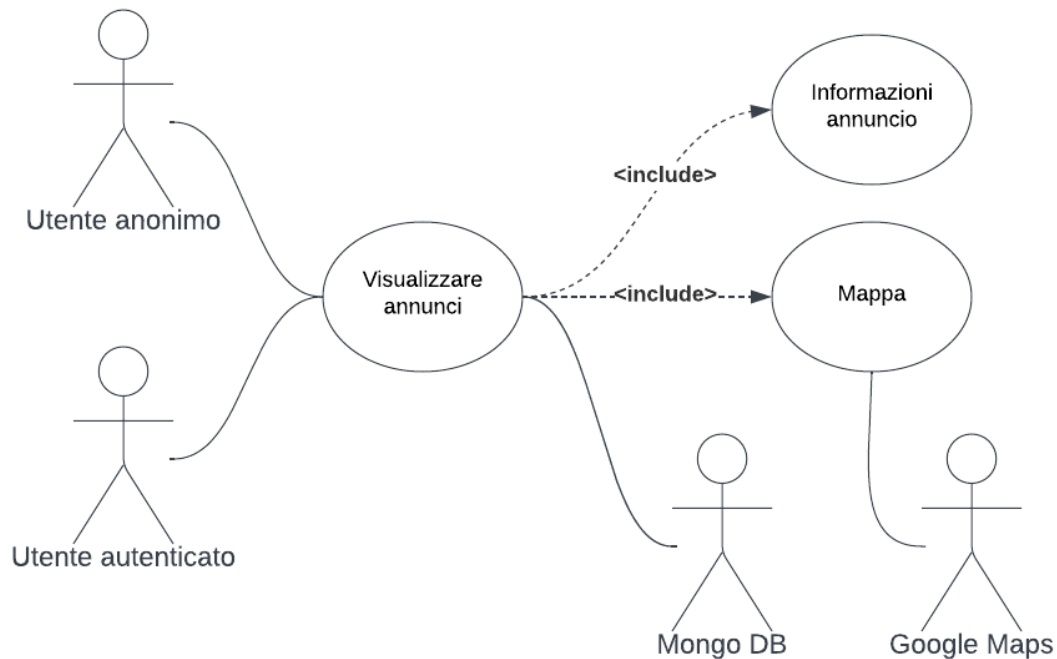 Utente anonimo
Informazioni
annuncio
<include>
Visualizzare
annunci
<include>
Mappa
Utente autenticato
Mongo DB
Google Maps